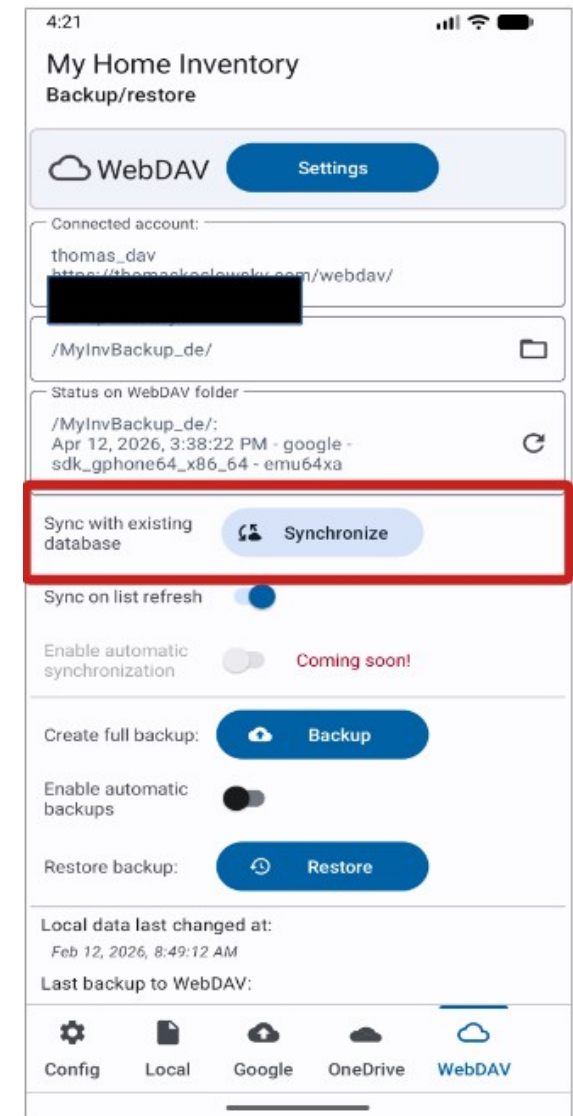 4:21
My Home Inventory
Backup/restore
WebDAV
Settings
Connected account:
thomas_dav
/webdav/
/MyInvBackup_de/
Status on WebDAV folder
/MyInvBackup_de/:
Apr 12, 2026, 3:38:22 PM - google -
sdk_gphone64_x86_64 - emu64xa
Sync with existing
database
Synchronize
Sync on list refresh
Enable automatic
synchronization
Coming soon!
Create full backup:
Backup
Enable automatic
backups
Restore backup:
Restore
Local data last changed at:
Feb 12, 2026, 8:49:12 AM
Last backup to WebDAV:
Config
Local
Google
OneDrive
WebDAV